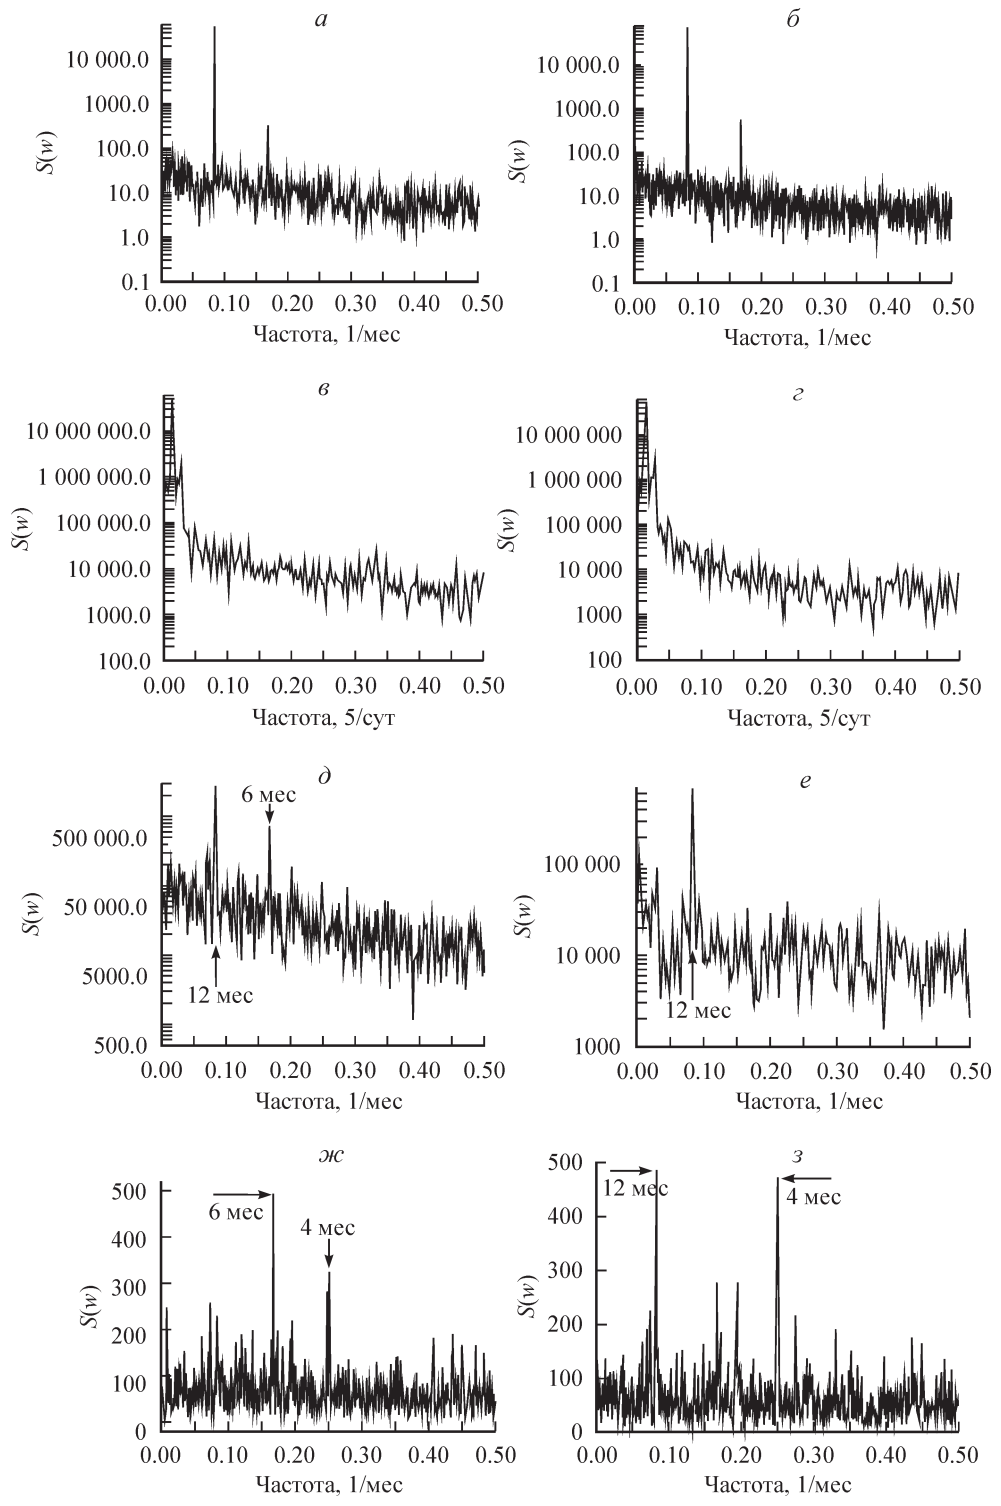 а
10 000.0
1000.0
100.0
10.0
1.0
0.1
S(w)
0.00 0.10 0.20 0.30 0.40 0.50
Частота, 1/мес
б
10 000.0
1000.0
100.0
10.0
1.0
0.1
S(w)
0.00 0.10 0.20 0.30 0.40 0.50
Частота, 1/мес
в
10 000 000.0
1 000 000.0
100 000.0
10 000.0
1000.0
100.0
S(w)
0.00 0.10 0.20 0.30 0.40 0.50
Частота, 5/сут
г
10 000 000
1 000 000
100 000
10 000
1000
100
S(w)
0.00 0.10 0.20 0.30 0.40 0.50
Частота, 5/сут
д
6 мес
500 000.0
50 000.0
5000.0
500.0
S(w)
12 мес
0.00 0.10 0.20 0.30 0.40 0.50
Частота, 1/мес
е
100 000
10 000
1000
S(w)
12 мес
0.00 0.10 0.20 0.30 0.40 0.50
Частота, 1/мес
ж
500
400
300
200
100
0
S(w)
6 мес
4 мес
0.00 0.10 0.20 0.30 0.40 0.50
Частота, 1/мес
з
500
400
300
200
100
0
S(w)
12 мес
4 мес
0.00 0.10 0.20 0.30 0.40 0.50
Частота, 1/мес